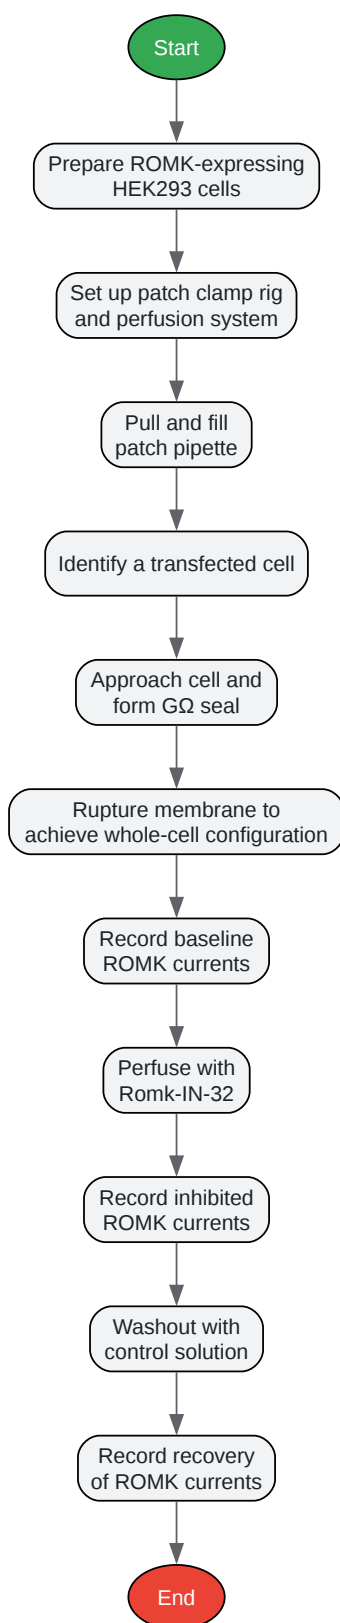 Start
Prepare ROMK-expressing
HEK293 cells
Set up patch clamp rig
and perfusion system
Pull and fill
patch pipette
Identify a transfected cell
Approach cell and
form GΩ seal
Rupture membrane to
achieve whole-cell configuration
Record baseline
ROMK currents
Perfuse with
Romk-IN-32
Record inhibited
ROMK currents
Washout with
control solution
Record recovery
of ROMK currents
End